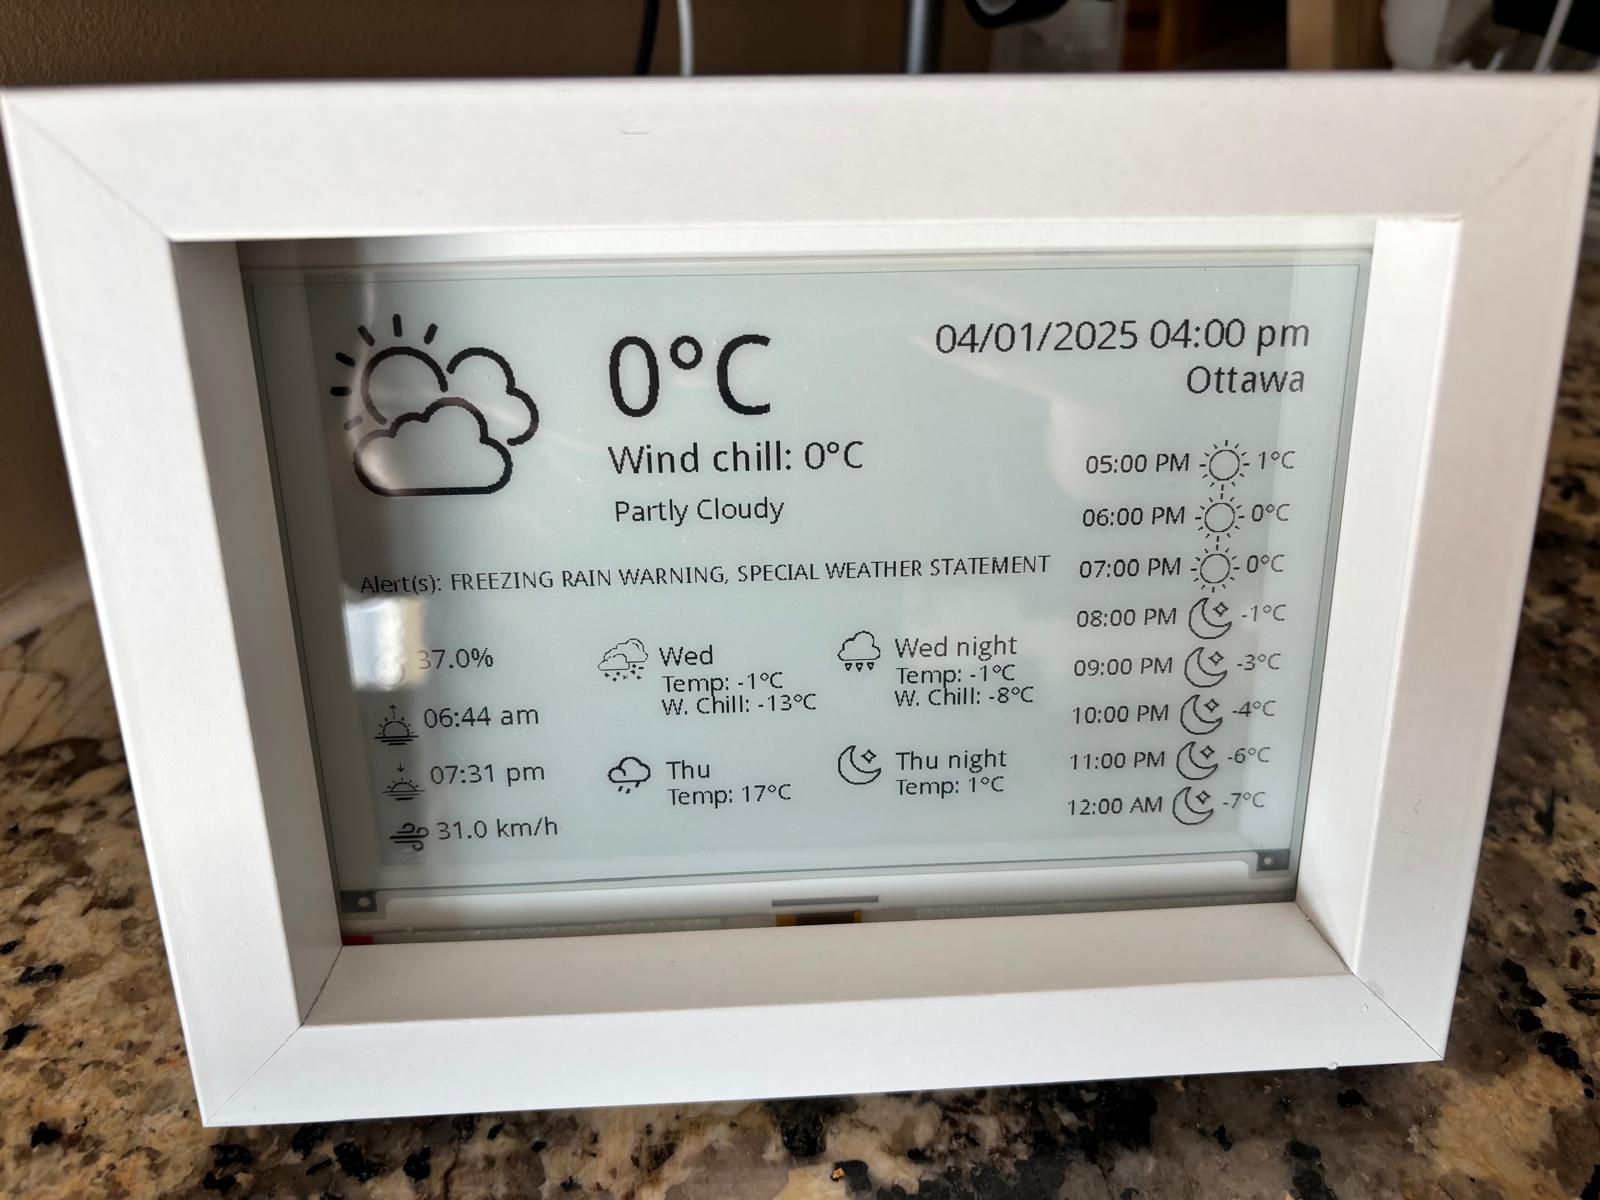 0°C
Wind chill: 0°C
Partly Cloudy
04/01/2025 04:00 pm
Ottawa
Alert(s): FREEZING RAIN WARNING, SPECIAL WEATHER STATEMENT
37.0%
06:44 am
07:31 pm
31.0 km/h
Wed
Temp: -1°C
W. Chill: -13°C
Wed night
Temp: -1°C
W. Chill: -8°C
Thu
Temp: 17°C
Thu night
Temp: 1°C
05:00 PM 1°C
06:00 PM 0°C
07:00 PM 0°C
08:00 PM -1°C
09:00 PM -3°C
10:00 PM -4°C
11:00 PM -6°C
12:00 AM -7°C